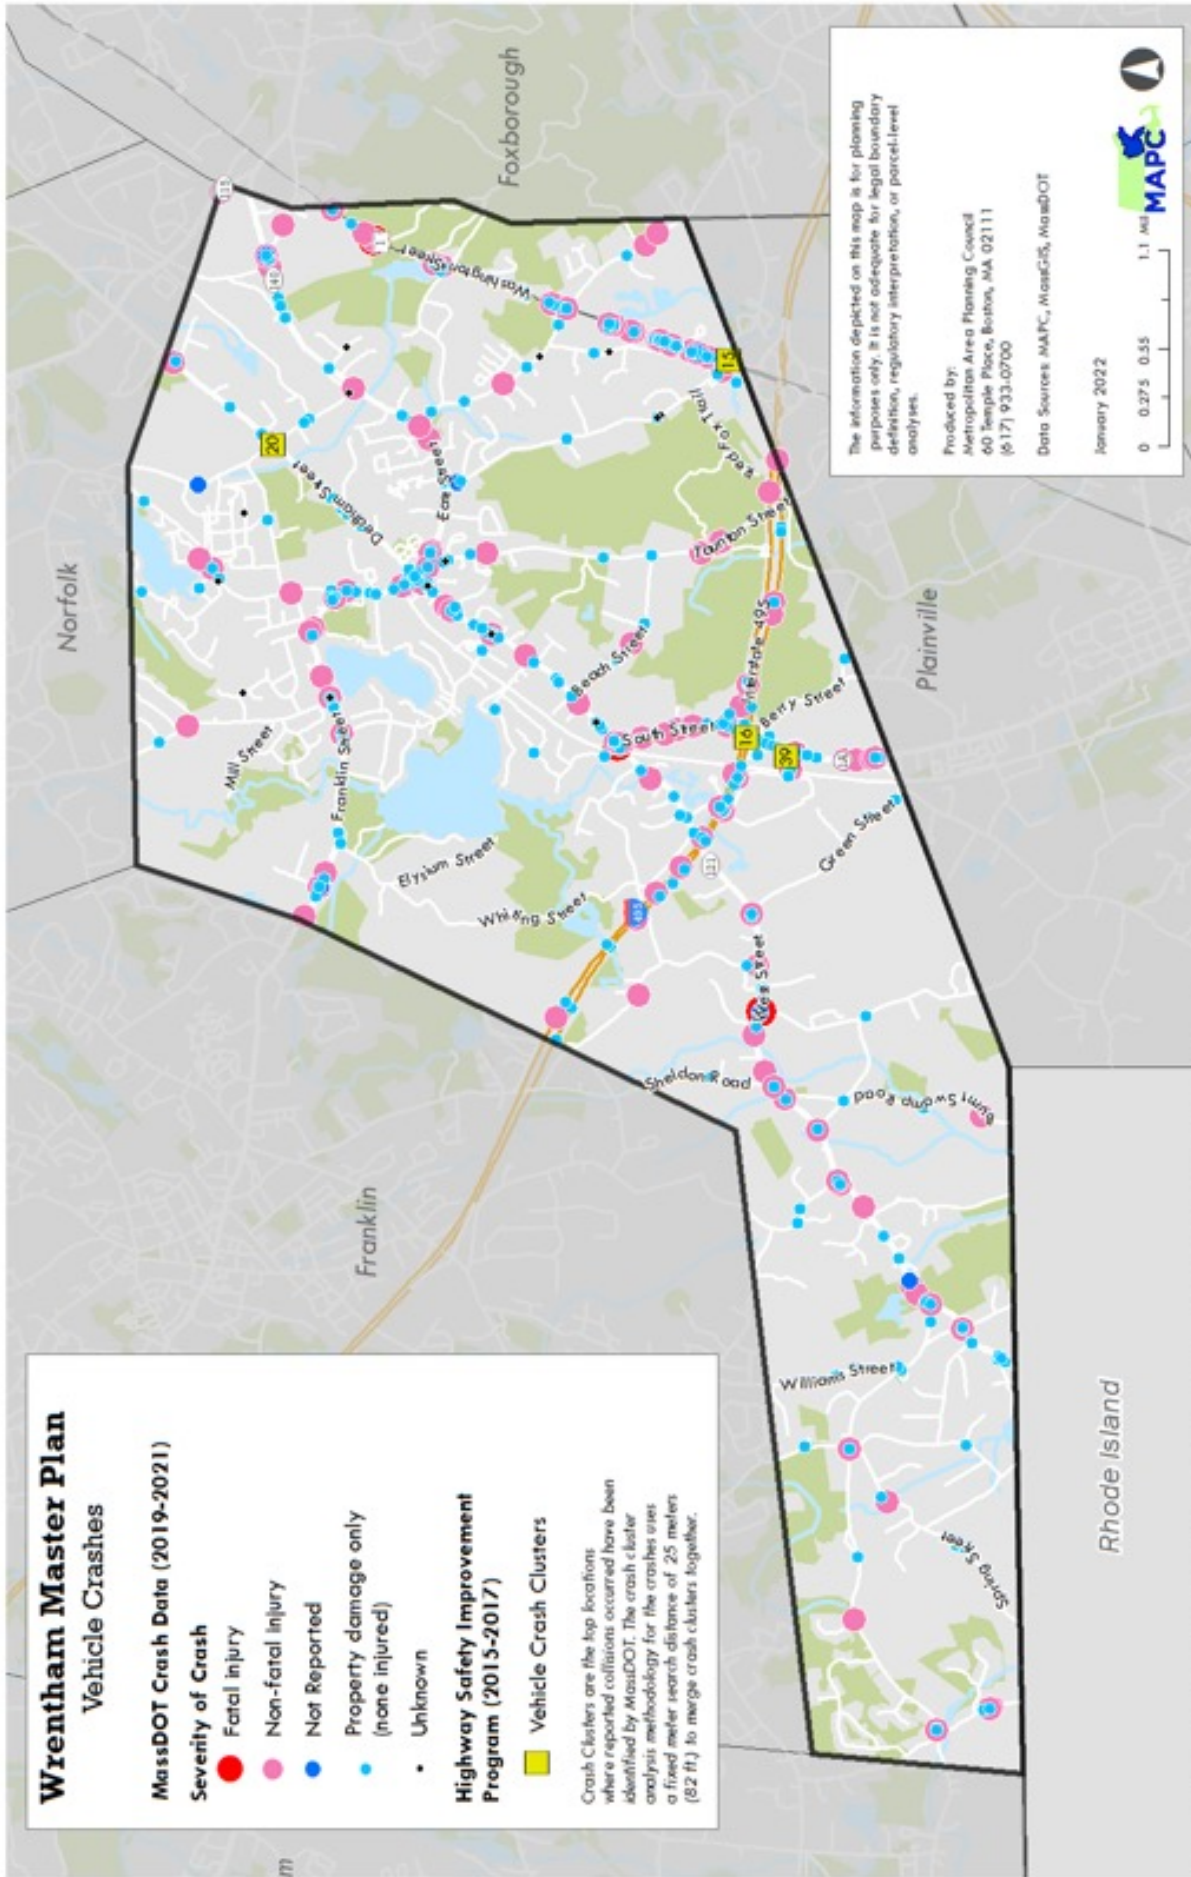 Wrentham Master Plan
Vehicle Crashes
MassDOT Crash Data (2019-2021)
Severity of Crash
Fatal injury
Non-fatal injury
Not Reported
Property damage only
(none injured)
Unknown
Highway Safety Improvement
Program (2015-2017)
Vehicle Crash Clusters
Crash Clusters are the top locations
where reported collisions occurred have been
identified by MassDOT. The crash cluster
analysis methodology for the crashes uses
a fixed meter search distance of 25 meters
(82 ft.) to merge crash clusters together.
Norfolk
Foxborough
Franklin
Plainville
Rhode Island
m
115
140
1
Washington Street
20
Dedham Street
East Street
15
Red Fox Trail
Taunton Street
Mill Street
Franklin Street
Beach Street
South Street
Interstate 495
Berry Street
16
39
1A
Elysium Street
Whiting Street
495
121
Green Street
West Street
Sheldon Road
Burnt Swamp Road
Williams Street
Spring Street
The information depicted on this map is for planning
purposes only. It is not adequate for legal boundary
definition, regulatory interpretation, or parcel-level
analyses.
Produced by:
Metropolitan Area Planning Council
60 Temple Place, Boston, MA 02111
(617) 933-0700
Data Sources: MAPC, MassGIS, MassDOT
January 2022
0 0.275 0.55 1.1 Mil
MAPC